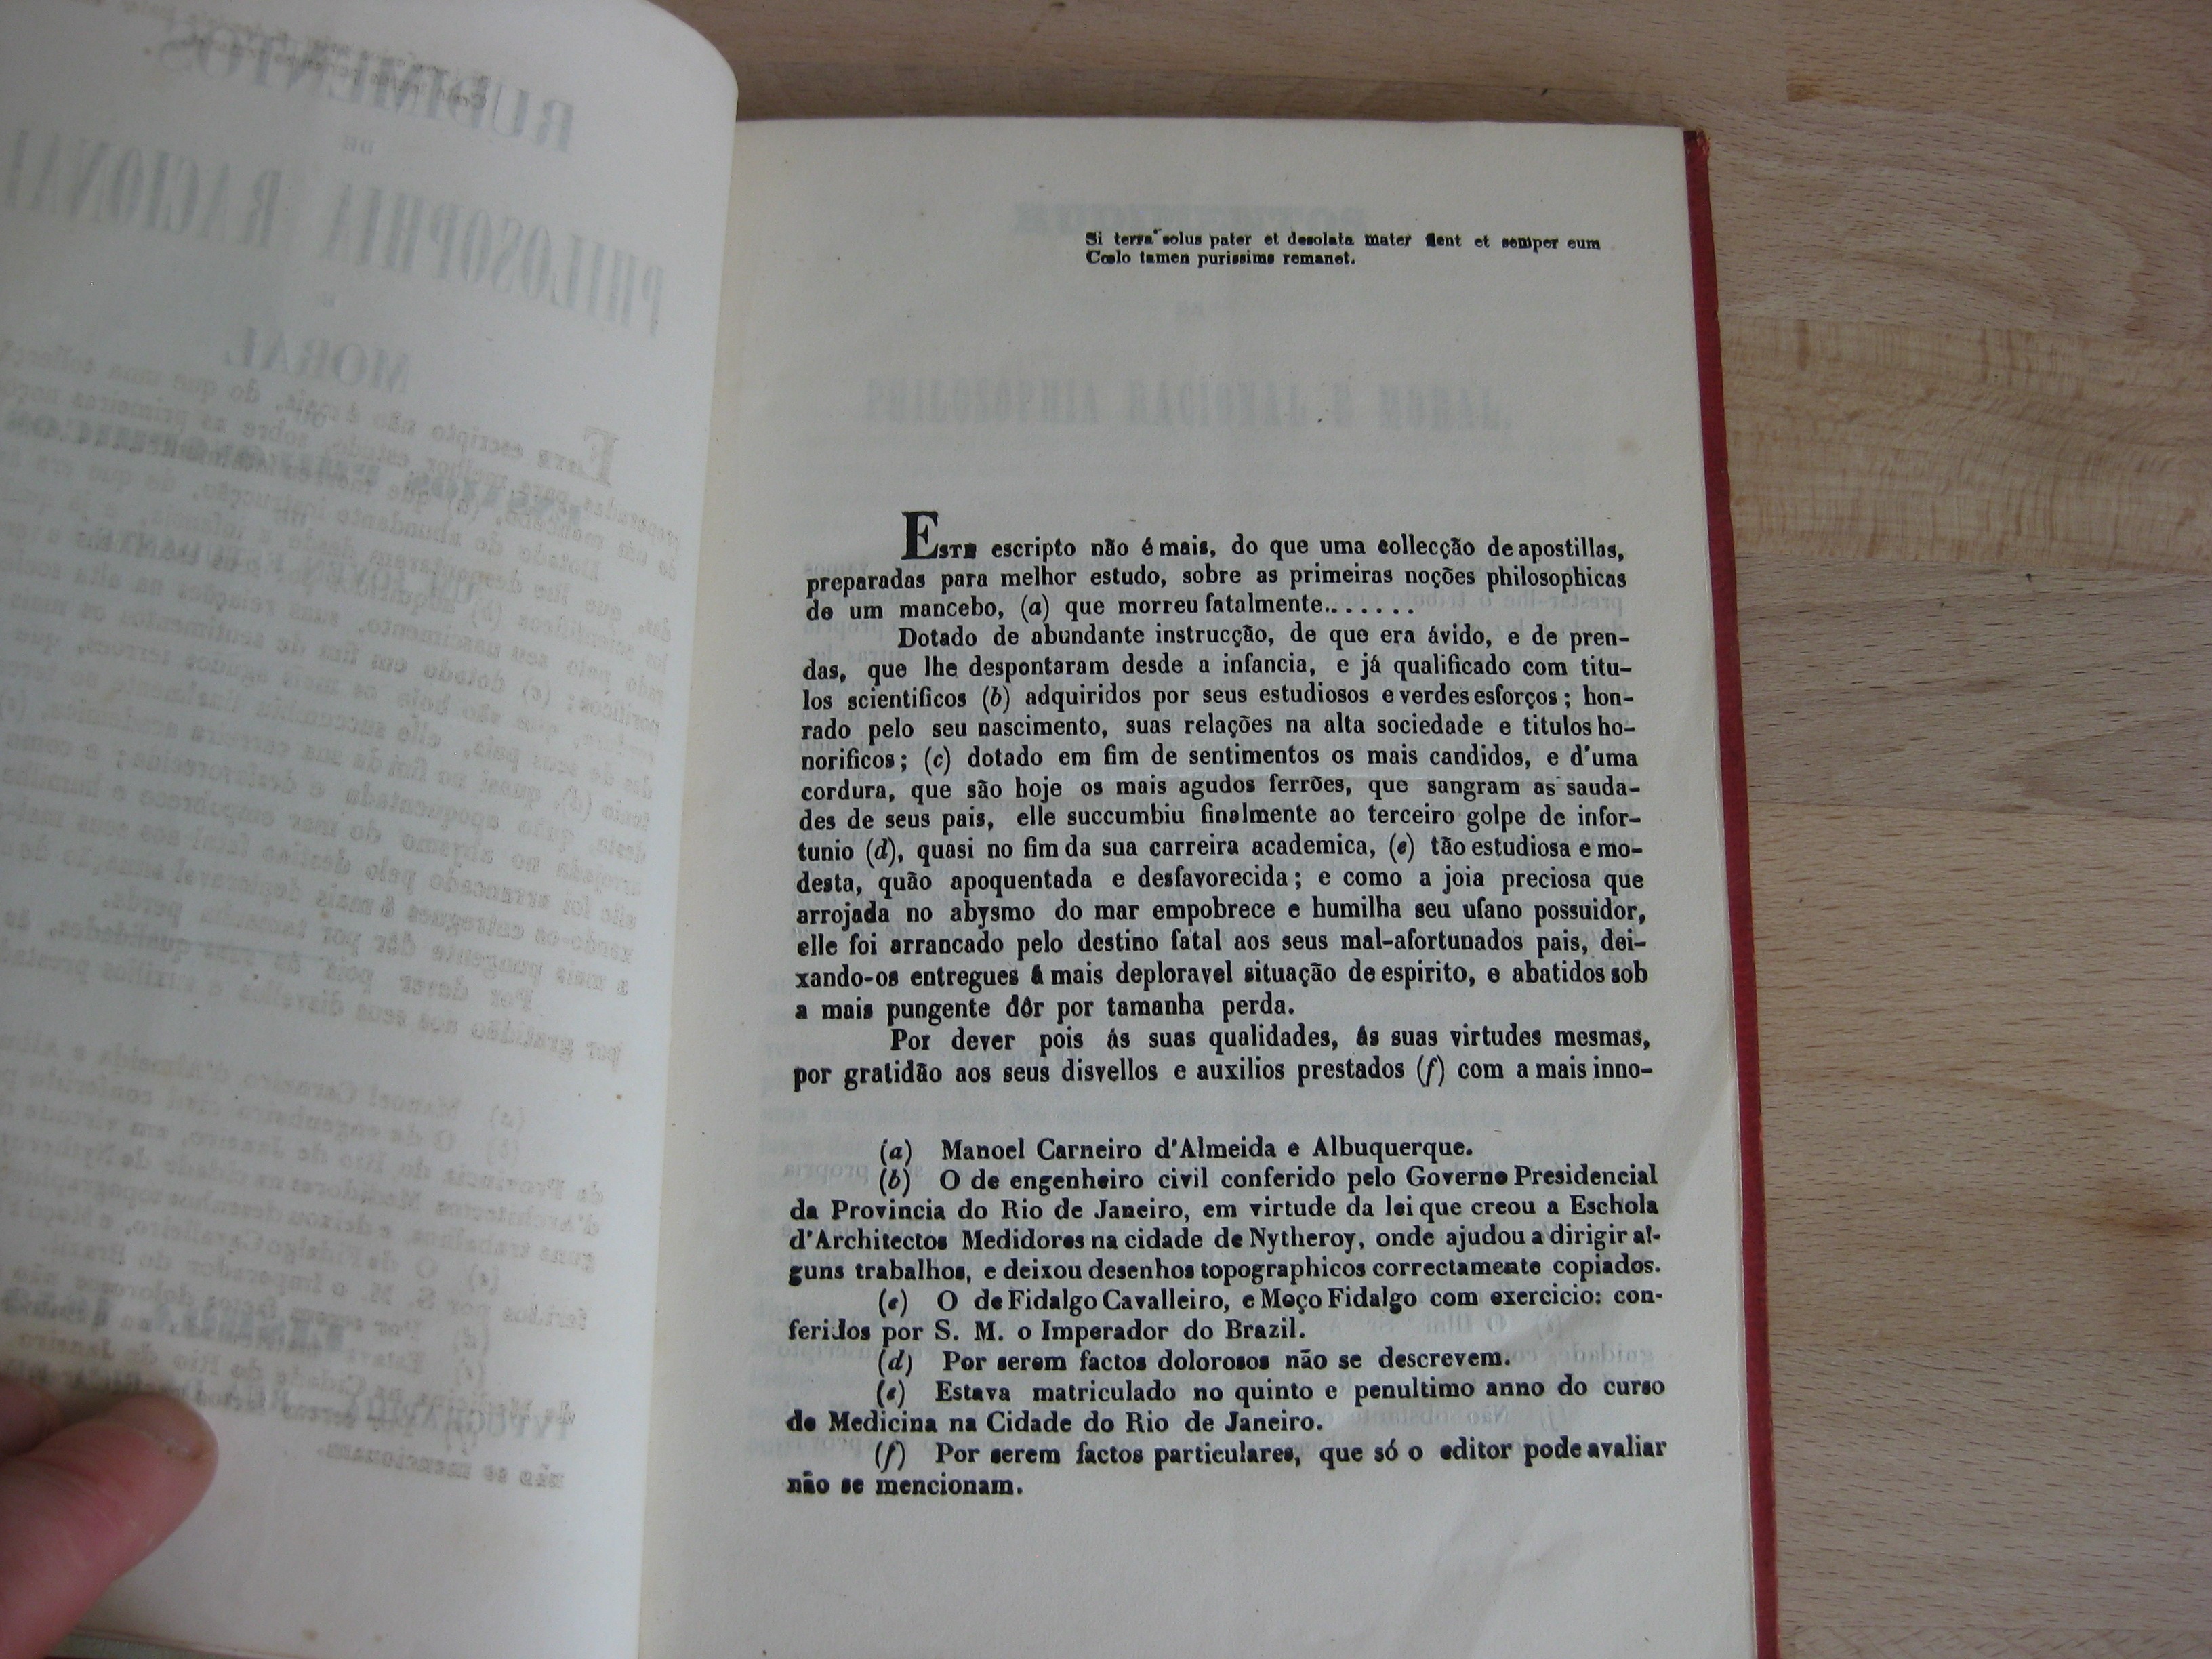 Si terra solus pater et desolata mater flent et semper eum
Cœlo tamen purissime remanet.
ESTE escripto não é mais, do que uma collecção de apostillas,
preparadas para melhor estudo, sobre as primeiras noções philosophicas
de um mancebo, (a) que morreu fatalmente.......
Dotado de abundante instrucção, de que era ávido, e de pren-
das, que lhe despontaram desde a infancia, e já qualificado com titu-
los scientificos (b) adquiridos por seus estudiosos e verdes esforços; hon-
rado pelo seu nascimento, suas relações na alta sociedade e titulos ho-
norificos; (c) dotado em fim de sentimentos os mais candidos, e d'uma
cordura, que são hoje os mais agudos ferrões, que sangram as sauda-
des de seus pais, elle succumbiu finalmente ao terceiro golpe de infor-
tunio (d), quasi no fim da sua carreira academica, (e) tão estudiosa e mo-
desta, quão apoquentada e desfavorecida; e como a joia preciosa que
arrojada no abysmo do mar empobrece e humilha seu ufano possuidor,
elle foi arrancado pelo destino fatal aos seus mal-afortunados pais, dei-
xando-os entregues á mais deploravel situação de espirito, e abatidos sob
a mais pungente dôr por tamanha perda.
Por dever pois ás suas qualidades, ás suas virtudes mesmas,
por gratidão aos seus disvellos e auxilios prestados (f) com a mais inno-
(a) Manoel Carneiro d'Almeida e Albuquerque.
(b) O de engenheiro civil conferido pelo Governo Presidencial
da Provincia do Rio de Janeiro, em virtude da lei que creou a Eschola
d'Architectos Medidores na cidade de Nytheroy, onde ajudou a dirigir al-
guns trabalhos, e deixou desenhos topographicos correctamente copiados.
(c) O de Fidalgo Cavalleiro, e Moço Fidalgo com exercicio: con-
feridos por S. M. o Imperador do Brazil.
(d) Por serem factos dolorosos não se descrevem.
(e) Estava matriculado no quinto e penultimo anno do curso
de Medicina na Cidade do Rio de Janeiro.
(f) Por serem factos particulares, que só o editor pode avaliar
não se mencionam.